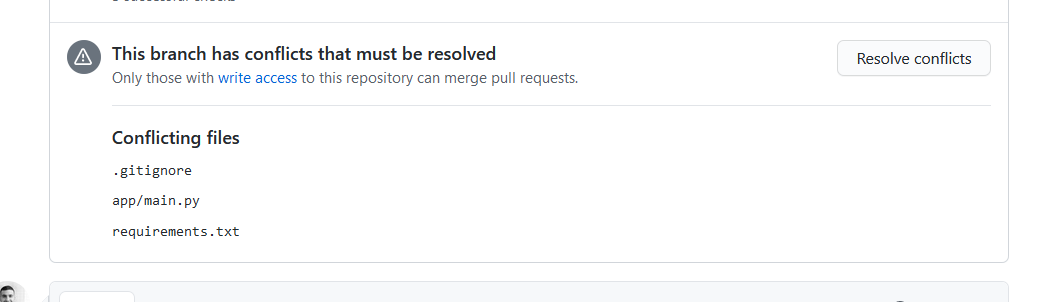 This branch has conflicts that must be resolved
Resolve conflicts
Only those with write access to this repository can merge pull requests.
Conflicting files
.gitignore
app/main.py
requirements.txt